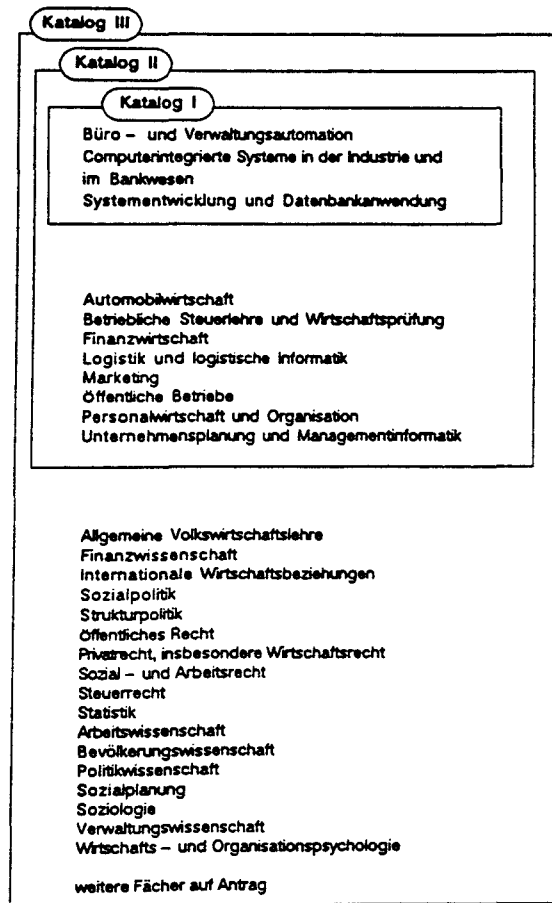 Katalog III
Katalog II
Katalog I
Büro – und Verwaltungsautomation
Computerintegrierte Systeme in der Industrie und
im Bankwesen
Systementwicklung und Datenbankanwendung
Automobilwirtschaft
Betriebliche Steuerlehre und Wirtschaftsprüfung
Finanzwirtschaft
Logistik und logistische Informatik
Marketing
Öffentliche Betriebe
Personalwirtschaft und Organisation
Unternehmensplanung und Managementinformatik
Allgemeine Volkswirtschaftslehre
Finanzwissenschaft
Internationale Wirtschaftsbeziehungen
Sozialpolitik
Strukturpolitik
Öffentliches Recht
Privatrecht, insbesondere Wirtschaftsrecht
Sozial – und Arbeitsrecht
Steuerrecht
Statistik
Arbeitswissenschaft
Bevölkerungswissenschaft
Politikwissenschaft
Sozialplanung
Soziologie
Verwaltungswissenschaft
Wirtschafts – und Organisationspsychologie
weitere Fächer auf Antrag